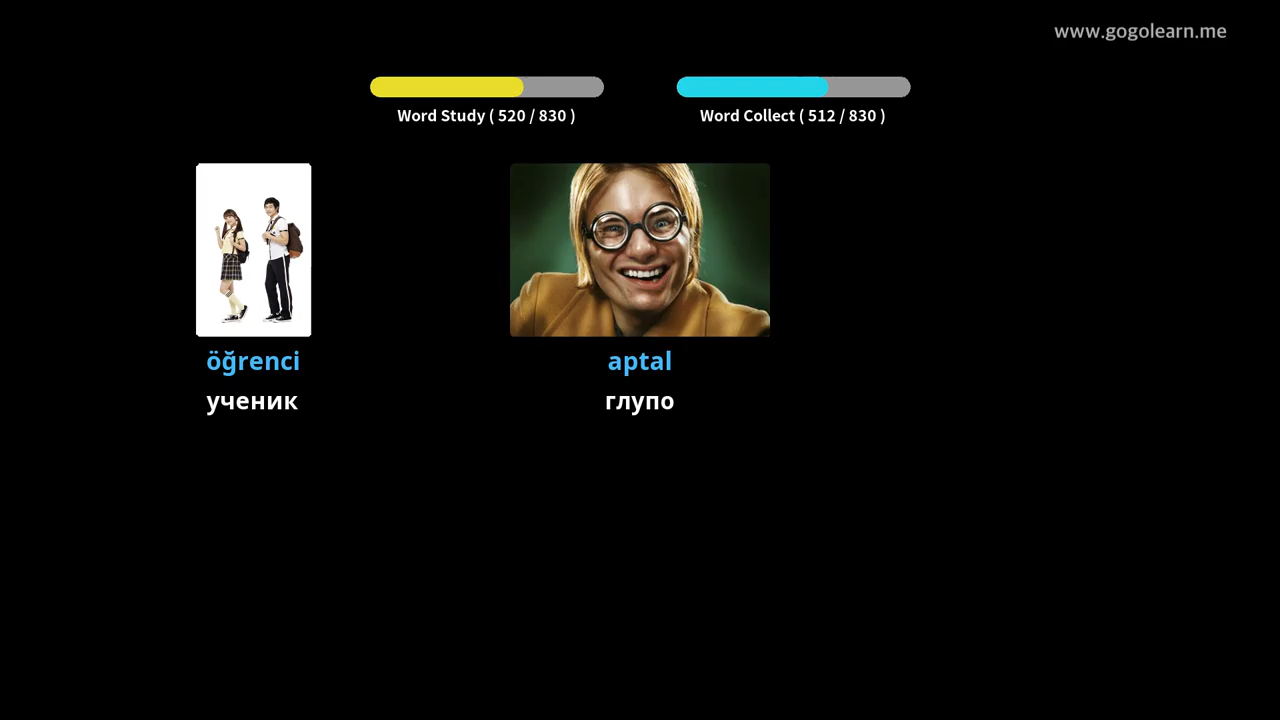 www.gogolearn.me
Word Study ( 520 / 830 )
Word Collect ( 512 / 830 )
öğrenci
ученик
aptal
глупо